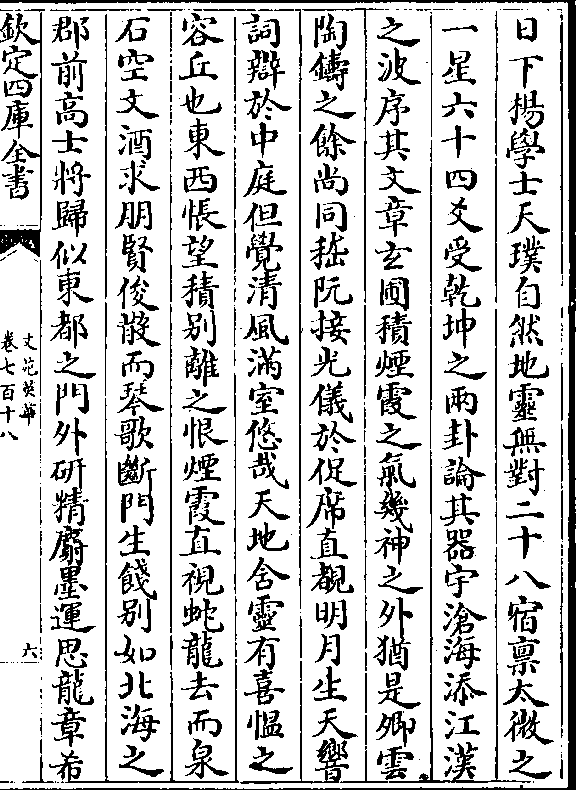 日下楊學士天璞自然地靈無對二十八宿禀太微之
一星六十四爻受乾坤之兩卦論其器宇滄海添江漢
之波序其文章玄圃積煙霞之氣幾神之外猶是卿雲
陶鑄之餘尚同嵇阮接光儀於促席直覩明月生天響
詞辯於中庭但覺清風滿室悠哉天地含靈有喜愠之
容丘也東西悵望積别離之恨煙霞直視虵龍去而泉
石空文酒求朋賢俊散而琴歌斷門生餞别如北海之
郡前高士將歸似東都之門外研精麝墨運思龍章希
欽定四庫全書
文苑英華
卷七百十八
六